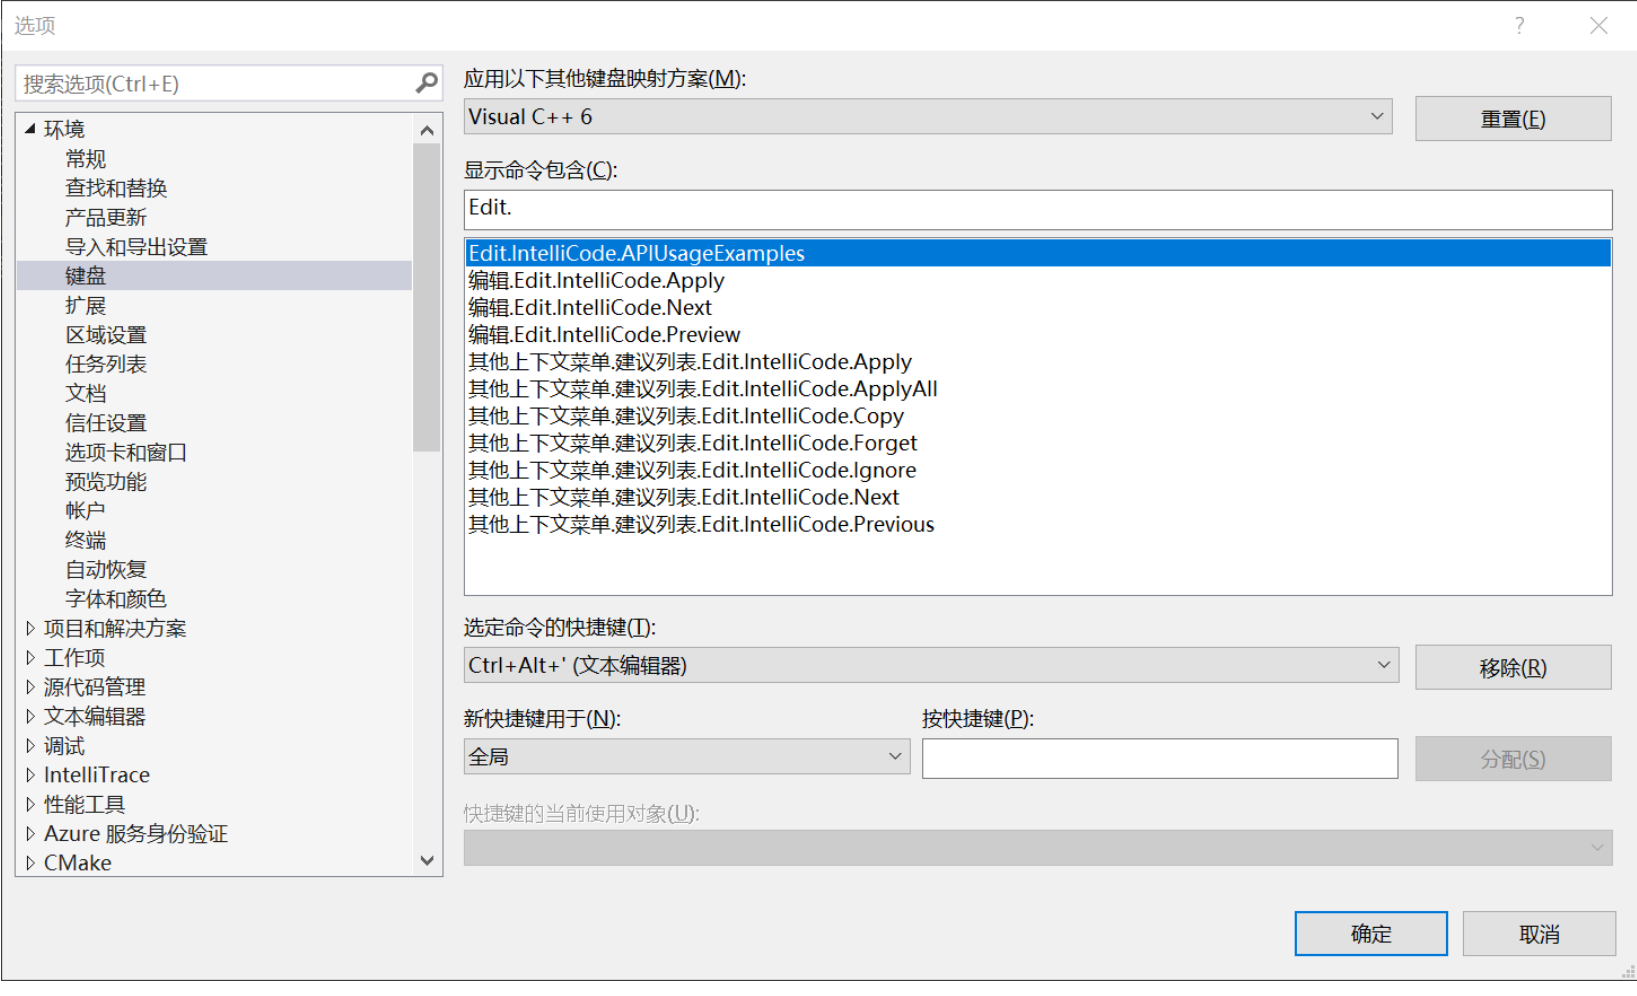 选项
搜索选项(Ctrl+E)
环境
常规
查找和替换
产品更新
导入和导出设置
键盘
扩展
区域设置
任务列表
文档
信任设置
选项卡和窗口
预览功能
帐户
终端
自动恢复
字体和颜色
项目和解决方案
工作项
源代码管理
文本编辑器
调试
IntelliTrace
性能工具
Azure 服务身份验证
CMake
应用以下其他键盘映射方案(M):
Visual C++ 6
重置(E)
显示命令包含(C):
Edit.
Edit.IntelliCode.APIUsageExamples
编辑.Edit.IntelliCode.Apply
编辑.Edit.IntelliCode.Next
编辑.Edit.IntelliCode.Preview
其他上下文菜单.建议列表.Edit.IntelliCode.Apply
其他上下文菜单.建议列表.Edit.IntelliCode.ApplyAll
其他上下文菜单.建议列表.Edit.IntelliCode.Copy
其他上下文菜单.建议列表.Edit.IntelliCode.Forget
其他上下文菜单.建议列表.Edit.IntelliCode.Ignore
其他上下文菜单.建议列表.Edit.IntelliCode.Next
其他上下文菜单.建议列表.Edit.IntelliCode.Previous
选定命令的快捷键(T):
Ctrl+Alt+' (文本编辑器)
移除(R)
新快捷键用于(N):
按快捷键(P):
全局
分配(S)
快捷键的当前使用对象(U):
确定
取消